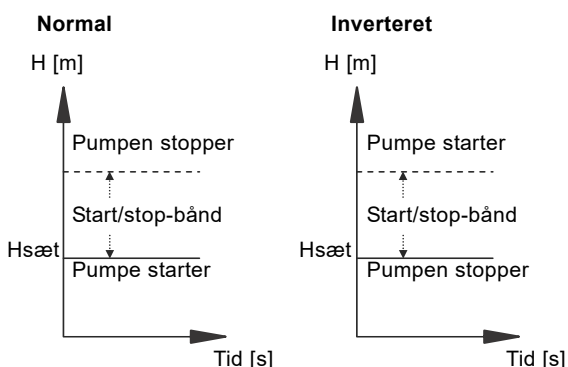 Normal
H [m]
Pumpen stopper
Start/stop-bånd
Hsæt
Pumpe starter
Tid [s]
Inverteret
H [m]
Pumpe starter
Start/stop-bånd
Hsæt
Pumpen stopper
Tid [s]